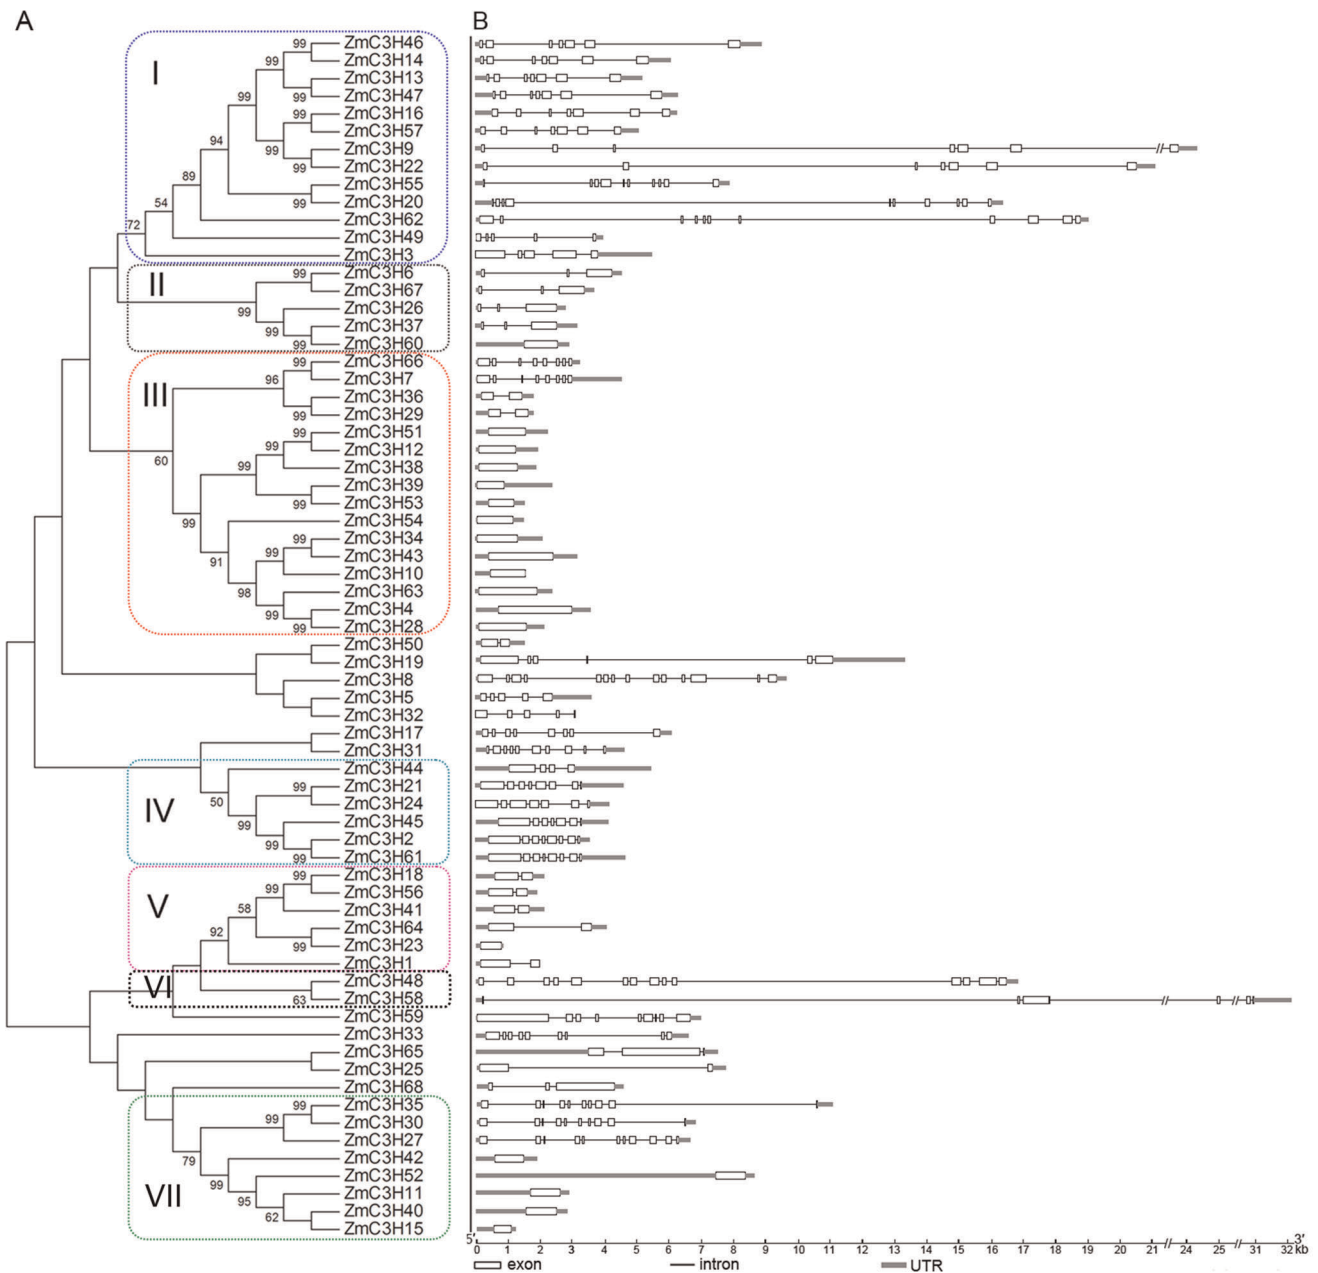 A B
I
99 ZmC3H46
99 ZmC3H14
ZmC3H13
99 99 ZmC3H47
99 ZmC3H16
94 99 ZmC3H57
ZmC3H9
89 99 ZmC3H22
ZmC3H55
54 99 ZmC3H20
72 ZmC3H62
ZmC3H49
ZmC3H3
II
99 ZmC3H6
ZmC3H67
99 ZmC3H26
99 ZmC3H37
99 ZmC3H60
III
99 ZmC3H66
96 ZmC3H7
ZmC3H36
99 ZmC3H29
99 ZmC3H51
60 99 ZmC3H12
99 ZmC3H38
ZmC3H39
99 ZmC3H53
99 ZmC3H54
99 ZmC3H34
91 99 ZmC3H43
ZmC3H10
98 ZmC3H63
99 ZmC3H4
99 ZmC3H28
ZmC3H50
ZmC3H19
ZmC3H8
ZmC3H5
ZmC3H32
ZmC3H17
ZmC3H31
IV
ZmC3H44
50 99 ZmC3H21
ZmC3H24
99 ZmC3H45
99 ZmC3H2
99 ZmC3H61
V
99 ZmC3H18
99 ZmC3H56
58 ZmC3H41
92 ZmC3H64
99 ZmC3H23
ZmC3H1
VI
ZmC3H48
63 ZmC3H58
ZmC3H59
ZmC3H33
ZmC3H65
ZmC3H25
ZmC3H68
VII
99 ZmC3H35
99 ZmC3H30
ZmC3H27
79 ZmC3H42
99 ZmC3H52
95 ZmC3H11
62 ZmC3H40
ZmC3H15
5' 3'
0 1 2 3 4 5 6 7 8 9 10 11 12 13 14 15 16 17 18 19 20 21 24 25 31 32 kb
exon intron UTR